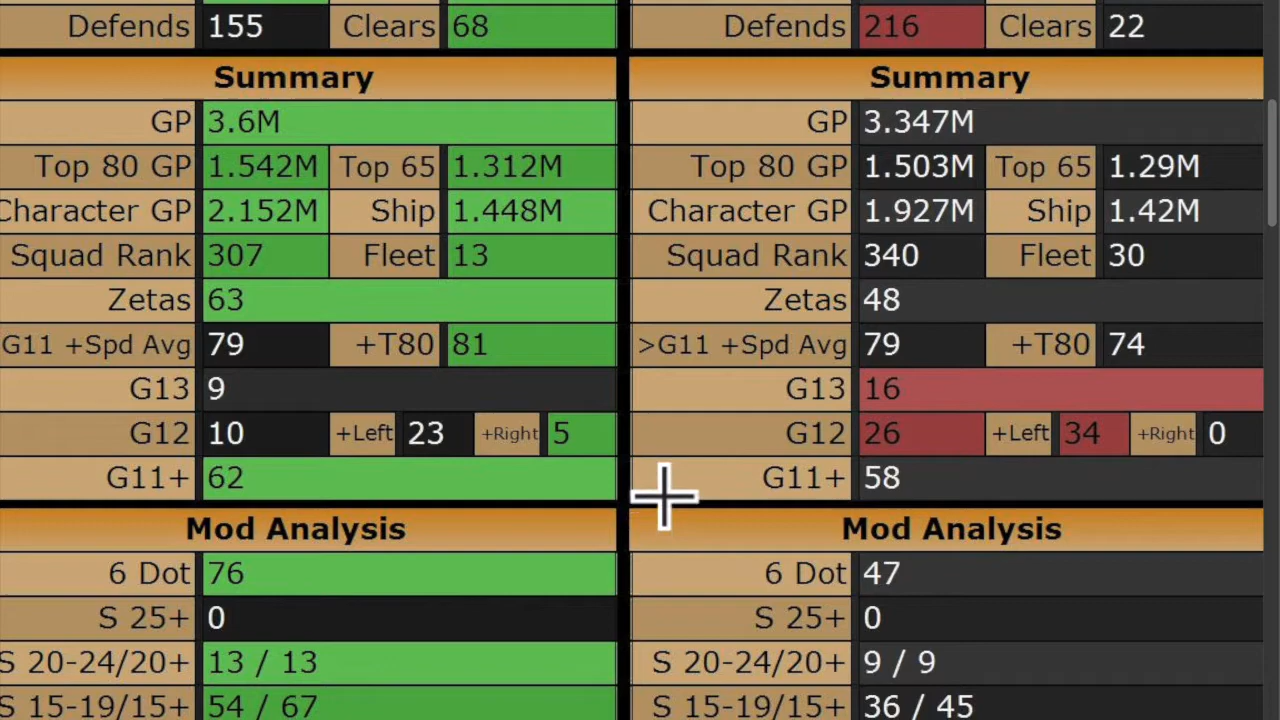 Defends 155 Clears 68 Defends 216 Clears 22
Summary Summary
GP 3.6M GP 3.347M
Top 80 GP 1.542M Top 65 1.312M Top 80 GP 1.503M Top 65 1.29M
Character GP 2.152M Ship 1.448M Character GP 1.927M Ship 1.42M
Squad Rank 307 Fleet 13 Squad Rank 340 Fleet 30
Zetas 63 Zetas 48
G11 +Spd Avg 79 +T80 81 >G11 +Spd Avg 79 +T80 74
G13 9 G13 16
G12 10 +Left 23 +Right 5 G12 26 +Left 34 +Right 0
G11+ 62 G11+ 58
Mod Analysis Mod Analysis
6 Dot 76 6 Dot 47
S 25+ 0 S 25+ 0
S 20-24/20+ 13 / 13 S 20-24/20+ 9 / 9
S 15-19/15+ 54 / 67 S 15-19/15+ 36 / 45